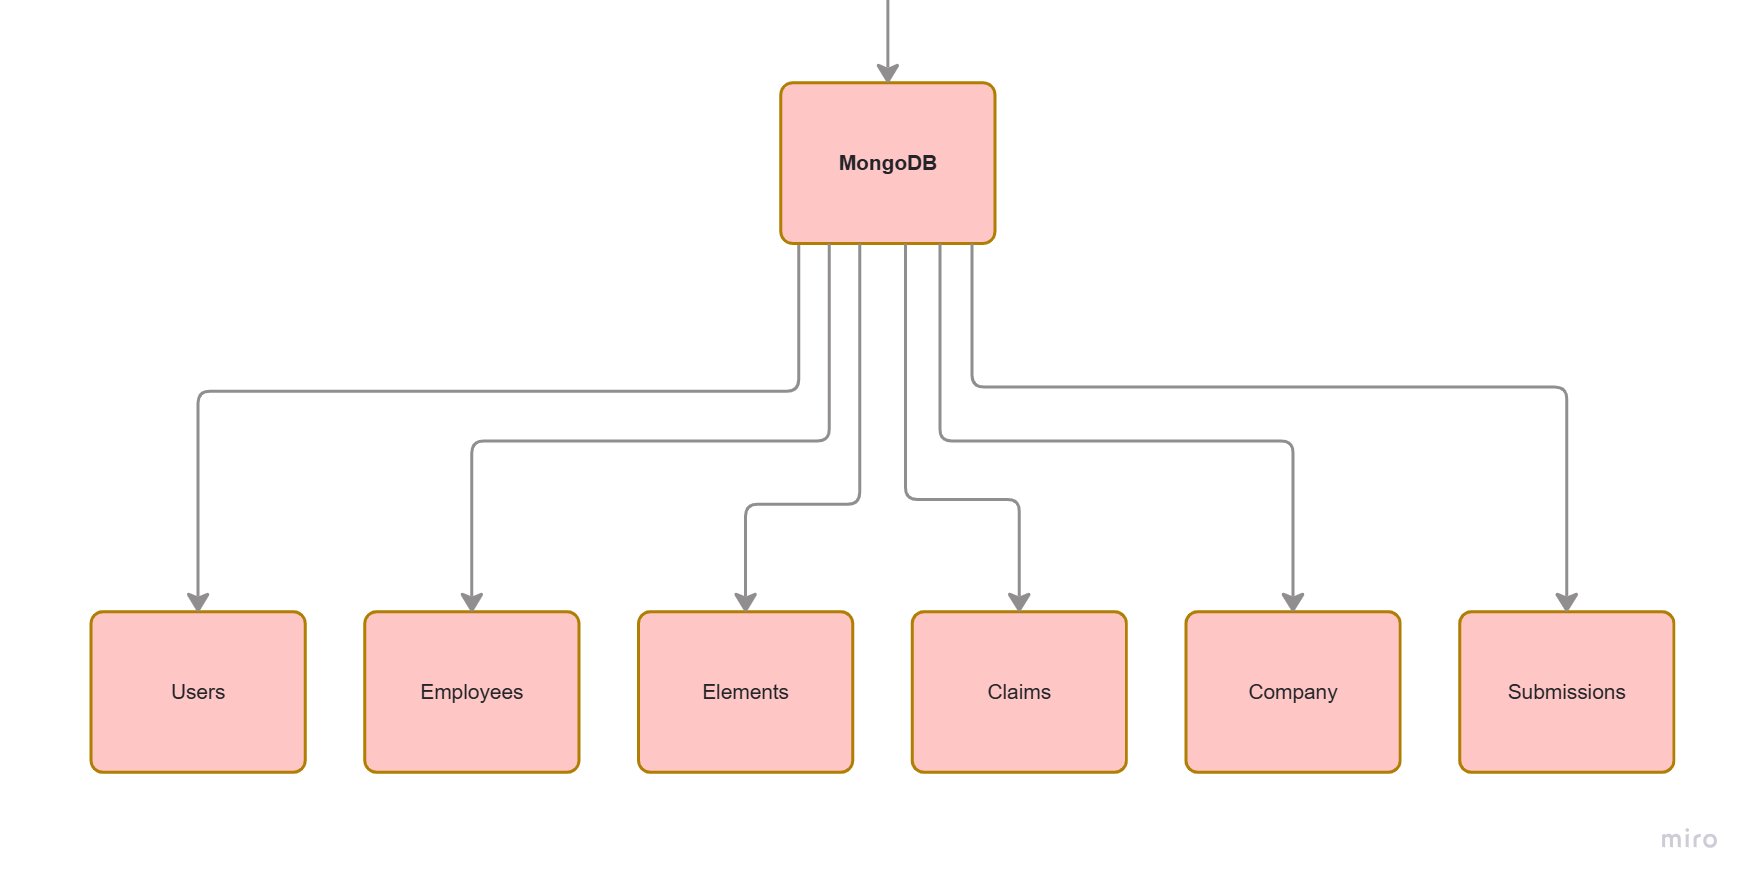 MongoDB
Users
Employees
Elements
Claims
Company
Submissions
miro